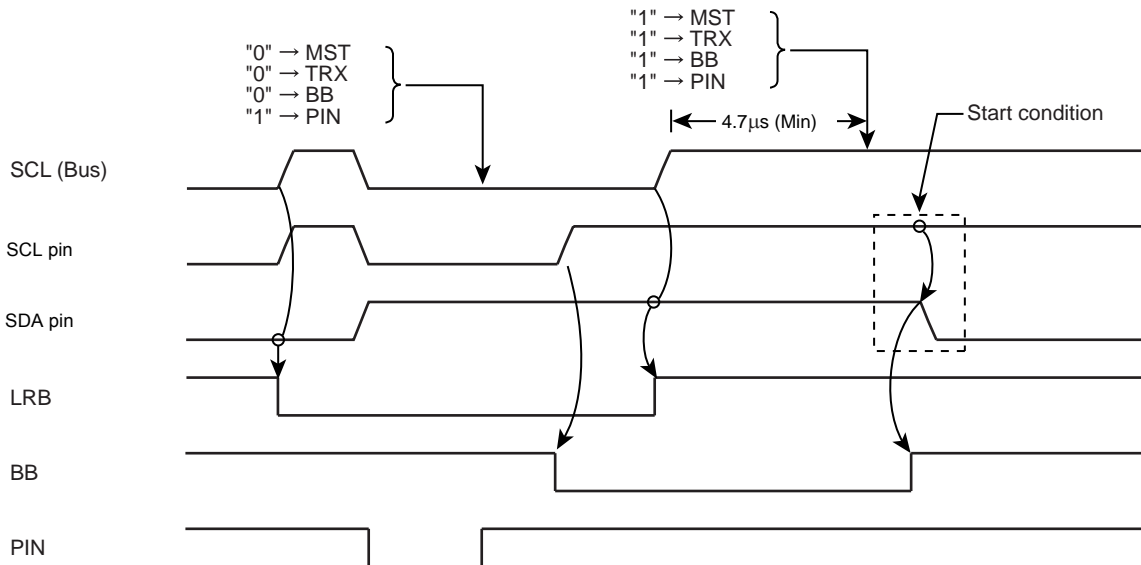 "0" → MST
"0" → TRX
"0" → BB
"1" → PIN
"1" → MST
"1" → TRX
"1" → BB
"1" → PIN
4.7μs (Min)
Start condition
SCL (Bus)
SCL pin
SDA pin
LRB
BB
PIN